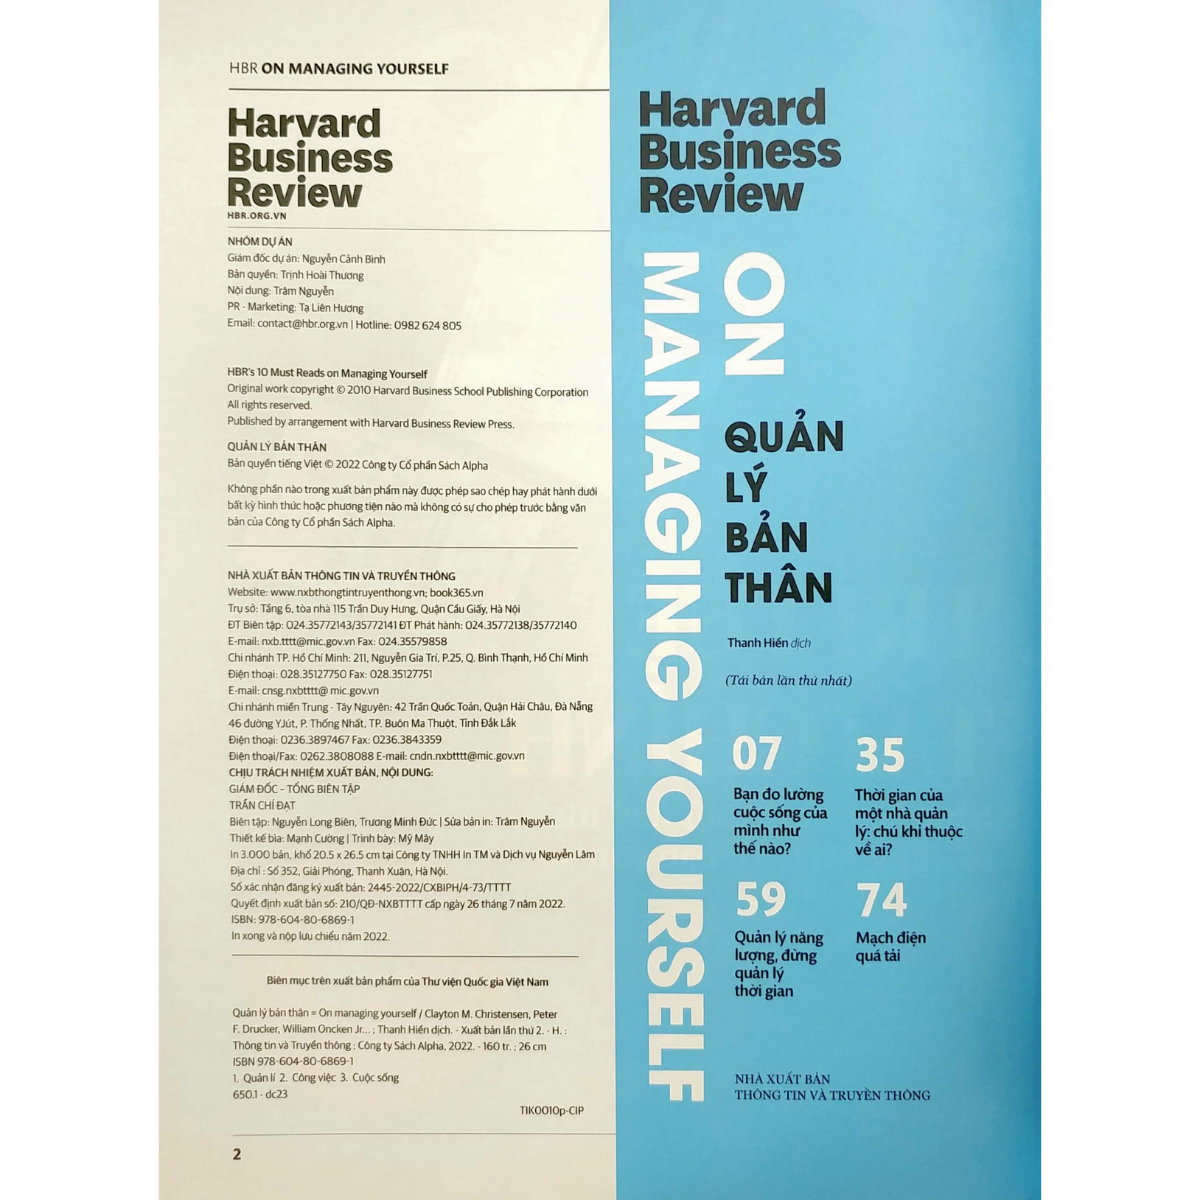 HBR ON MANAGING YOURSELF
Harvard
Business
Review
HBR.ORG.VN
NHÓM DỰ ÁN
Giám đốc dự án: Nguyễn Cảnh Bình
Bản quyền: Trịnh Hoài Thương
Nội dung: Trâm Nguyễn
PR - Marketing: Tạ Liên Hương
Email: contact@hbr.org.vn | Hotline: 0982 624 805
HBR's 10 Must Reads on Managing Yourself
Original work copyright © 2010 Harvard Business School Publishing Corporation
All rights reserved.
Published by arrangement with Harvard Business Review Press.
QUẢN LÝ BẢN THÂN
Bản quyền tiếng Việt © 2022 Công ty Cổ phần Sách Alpha
Không phần nào trong xuất bản phẩm này được phép sao chép hay phát hành dưới
bất kỳ hình thức hoặc phương tiện nào mà không có sự cho phép trước bằng văn
bản của Công ty Cổ phần Sách Alpha.
NHÀ XUẤT BẢN THÔNG TIN VÀ TRUYỀN THÔNG
Website: www.nxbthongtintruyenthong.vn; book365.vn
Trụ sở: Tầng 6, tòa nhà 115 Trần Duy Hưng, Quận Cầu Giấy, Hà Nội
ĐT Biên tập: 024.35772143/35772141 ĐT Phát hành: 024.35772138/35772140
E-mail: nxb.tttt@mic.gov.vn Fax: 024.35579858
Chi nhánh TP. Hồ Chí Minh: 211, Nguyễn Gia Trí, P.25, Q. Bình Thạnh, Hồ Chí Minh
Điện thoại: 028.35127750 Fax: 028.35127751
E-mail: cnsg.nxbtttt@ mic.gov.vn
Chi nhánh miền Trung - Tây Nguyên: 42 Trần Quốc Toản, Quận Hải Châu, Đà Nẵng
46 đường YJút, P. Thống Nhất, TP. Buôn Ma Thuột, Tỉnh Đắk Lắk
Điện thoại: 0236.3897467 Fax: 0236.3843359
Điện thoại/Fax: 0262.3808088 E-mail: cndn.nxbtttt@mic.gov.vn
CHỊU TRÁCH NHIỆM XUẤT BẢN, NỘI DUNG:
GIÁM ĐỐC – TỔNG BIÊN TẬP
TRẦN CHÍ ĐẠT
Biên tập: Nguyễn Long Biên, Trương Minh Đức | Sửa bản in: Trâm Nguyễn
Thiết kế bìa: Mạnh Cường | Trình bày: Mỹ Mây
In 3.000 bản, khổ 20.5 x 26.5 cm tại Công ty TNHH In TM và Dịch vụ Nguyễn Lâm
Địa chỉ : Số 352, Giải Phóng, Thanh Xuân, Hà Nội.
Số xác nhận đăng ký xuất bản: 2445-2022/CXBIPH/4-73/TTTT
Quyết định xuất bản số: 210/QĐ-NXBTTTT cấp ngày 26 tháng 7 năm 2022.
ISBN: 978-604-80-6869-1
In xong và nộp lưu chiểu năm 2022.
Biên mục trên xuất bản phẩm của Thư viện Quốc gia Việt Nam
Quản lý bản thân = On managing yourself / Clayton M. Christensen, Peter
F. Drucker, William Oncken Jr... ; Thanh Hiền dịch. - Xuất bản lần thứ 2. - H. :
Thông tin và Truyền thông ; Công ty Sách Alpha, 2022. - 160 tr. ; 26 cm
ISBN 978-604-80-6869-1
1. Quản lí 2. Công việc 3. Cuộc sống
650.1 - dc23
TIK0010p-CIP
2
Harvard
Business
Review
ON
MANAGING YOURSELF
QUẢN
LÝ
BẢN
THÂN
Thanh Hiền dịch
(Tái bản lần thứ nhất)
07
Bạn đo lường
cuộc sống của
mình như
thế nào?
35
Thời gian của
một nhà quản
lý: chú khỉ thuộc
về ai?
59
Quản lý năng
lượng, đừng
quản lý
thời gian
74
Mạch điện
quá tải
NHÀ XUẤT BẢN
THÔNG TIN VÀ TRUYỀN THÔNG